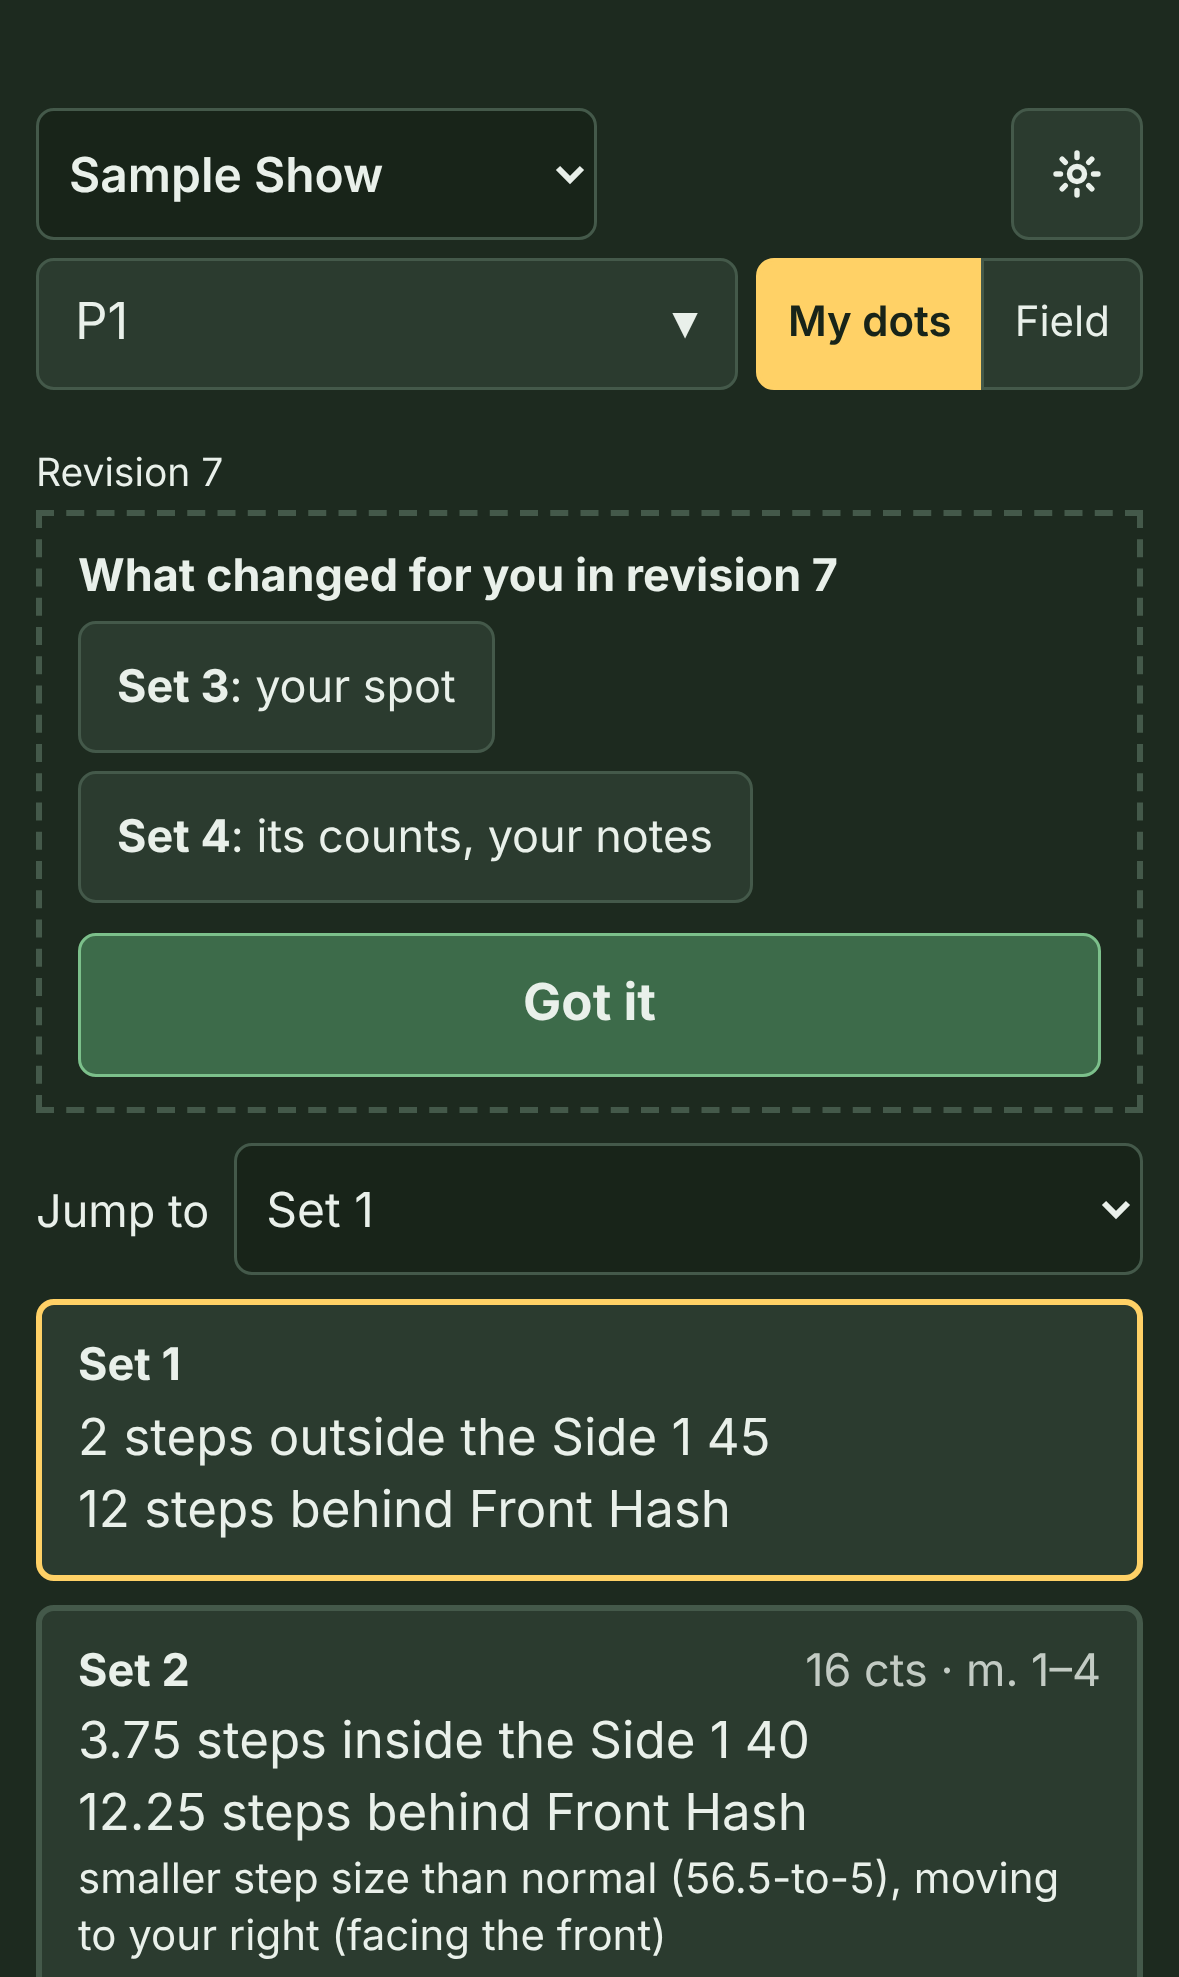 Sample Show
P1 ▼
My dots
Field
Revision 7
What changed for you in revision 7
Set 3: your spot
Set 4: its counts, your notes
Got it
Jump to
Set 1
Set 1
2 steps outside the Side 1 45
12 steps behind Front Hash
Set 2
16 cts · m. 1–4
3.75 steps inside the Side 1 40
12.25 steps behind Front Hash
smaller step size than normal (56.5-to-5), moving
to your right (facing the front)